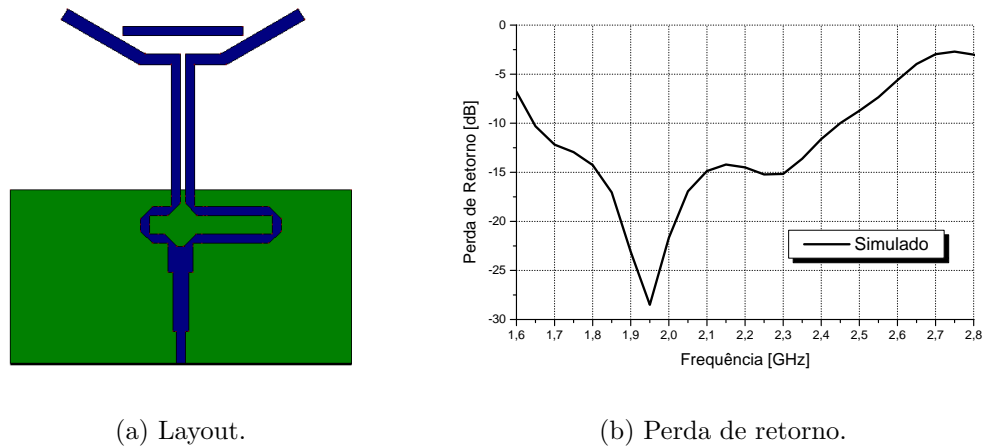 0
-5
-10
-15
-20
-25
-30
Perda de Retorno [dB]
Simulado
1,6 1,7 1,8 1,9 2,0 2,1 2,2 2,3 2,4 2,5 2,6 2,7 2,8
Frequência [GHz]
(a) Layout.
(b) Perda de retorno.